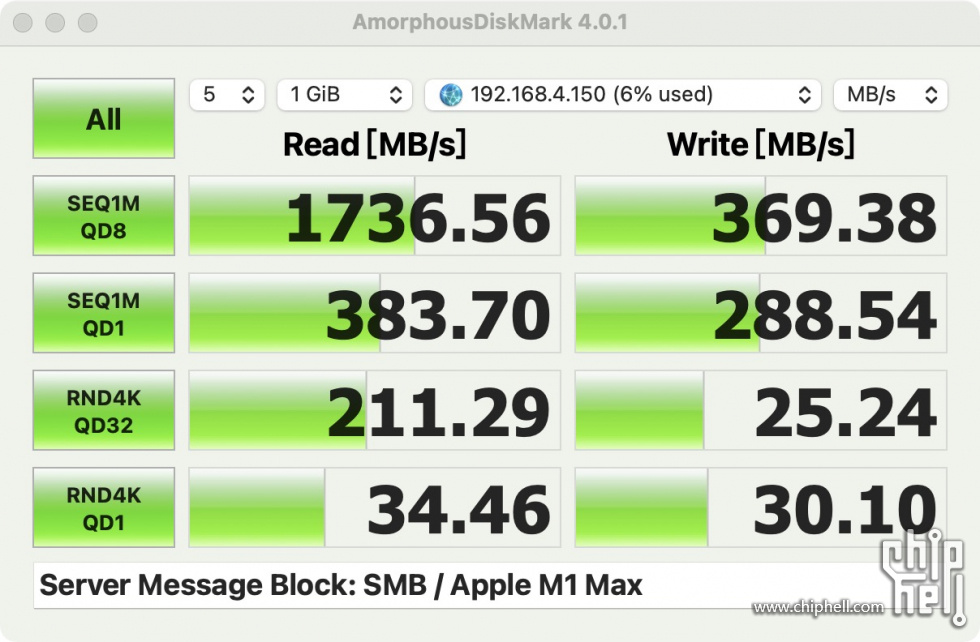 AmorphousDiskMark 4.0.1
All
5
1 GiB
192.168.4.150 (6% used)
MB/s
Read [MB/s]
Write [MB/s]
SEQ1M
QD8
1736.56
369.38
SEQ1M
QD1
383.70
288.54
RND4K
QD32
211.29
25.24
RND4K
QD1
34.46
30.10
Server Message Block: SMB / Apple M1 Max
www.chiphell.com
chip
hell